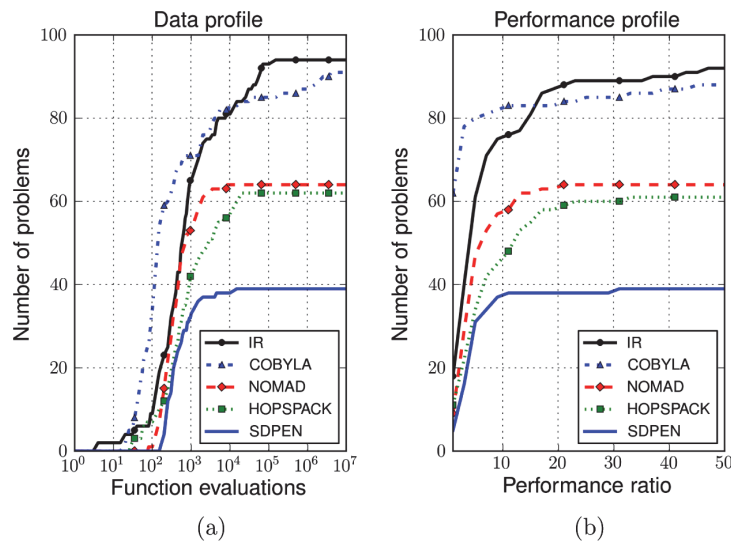 Data profile
100
80
60
40
20
0
Number of problems
10^0 10^1 10^2 10^3 10^4 10^5 10^6 10^7
Function evaluations
IR
COBYLA
NOMAD
HOPSPACK
SDPEN
(a)
Performance profile
100
80
60
40
20
0
Number of problems
10 20 30 40 50
Performance ratio
IR
COBYLA
NOMAD
HOPSPACK
SDPEN
(b)